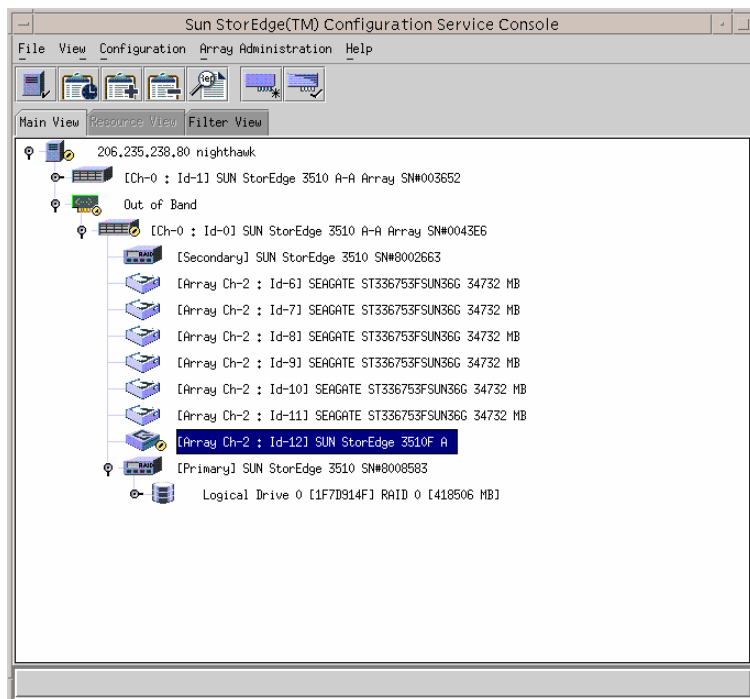 Sun StorEdge(TM) Configuration Service Console
File View Configuration Array Administration Help
Main View Resource View Filter View
206.235.238.80 nighthawk
[Ch-0 : Id-1] SUN StorEdge 3510 A-A Array SN#003652
Out of Band
[Ch-0 : Id-0] SUN StorEdge 3510 A-A Array SN#0043E6
[Secondary] SUN StorEdge 3510 SN#8002663
[Array Ch-2 : Id-6] SEAGATE ST336753FSUN36G 34732 MB
[Array Ch-2 : Id-7] SEAGATE ST336753FSUN36G 34732 MB
[Array Ch-2 : Id-8] SEAGATE ST336753FSUN36G 34732 MB
[Array Ch-2 : Id-9] SEAGATE ST336753FSUN36G 34732 MB
[Array Ch-2 : Id-10] SEAGATE ST336753FSUN36G 34732 MB
[Array Ch-2 : Id-11] SEAGATE ST336753FSUN36G 34732 MB
[Array Ch-2 : Id-12] SUN StorEdge 3510F A
[Primary] SUN StorEdge 3510 SN#8008583
Logical Drive 0 [1F7D914F] RAID 0 [418506 MB]